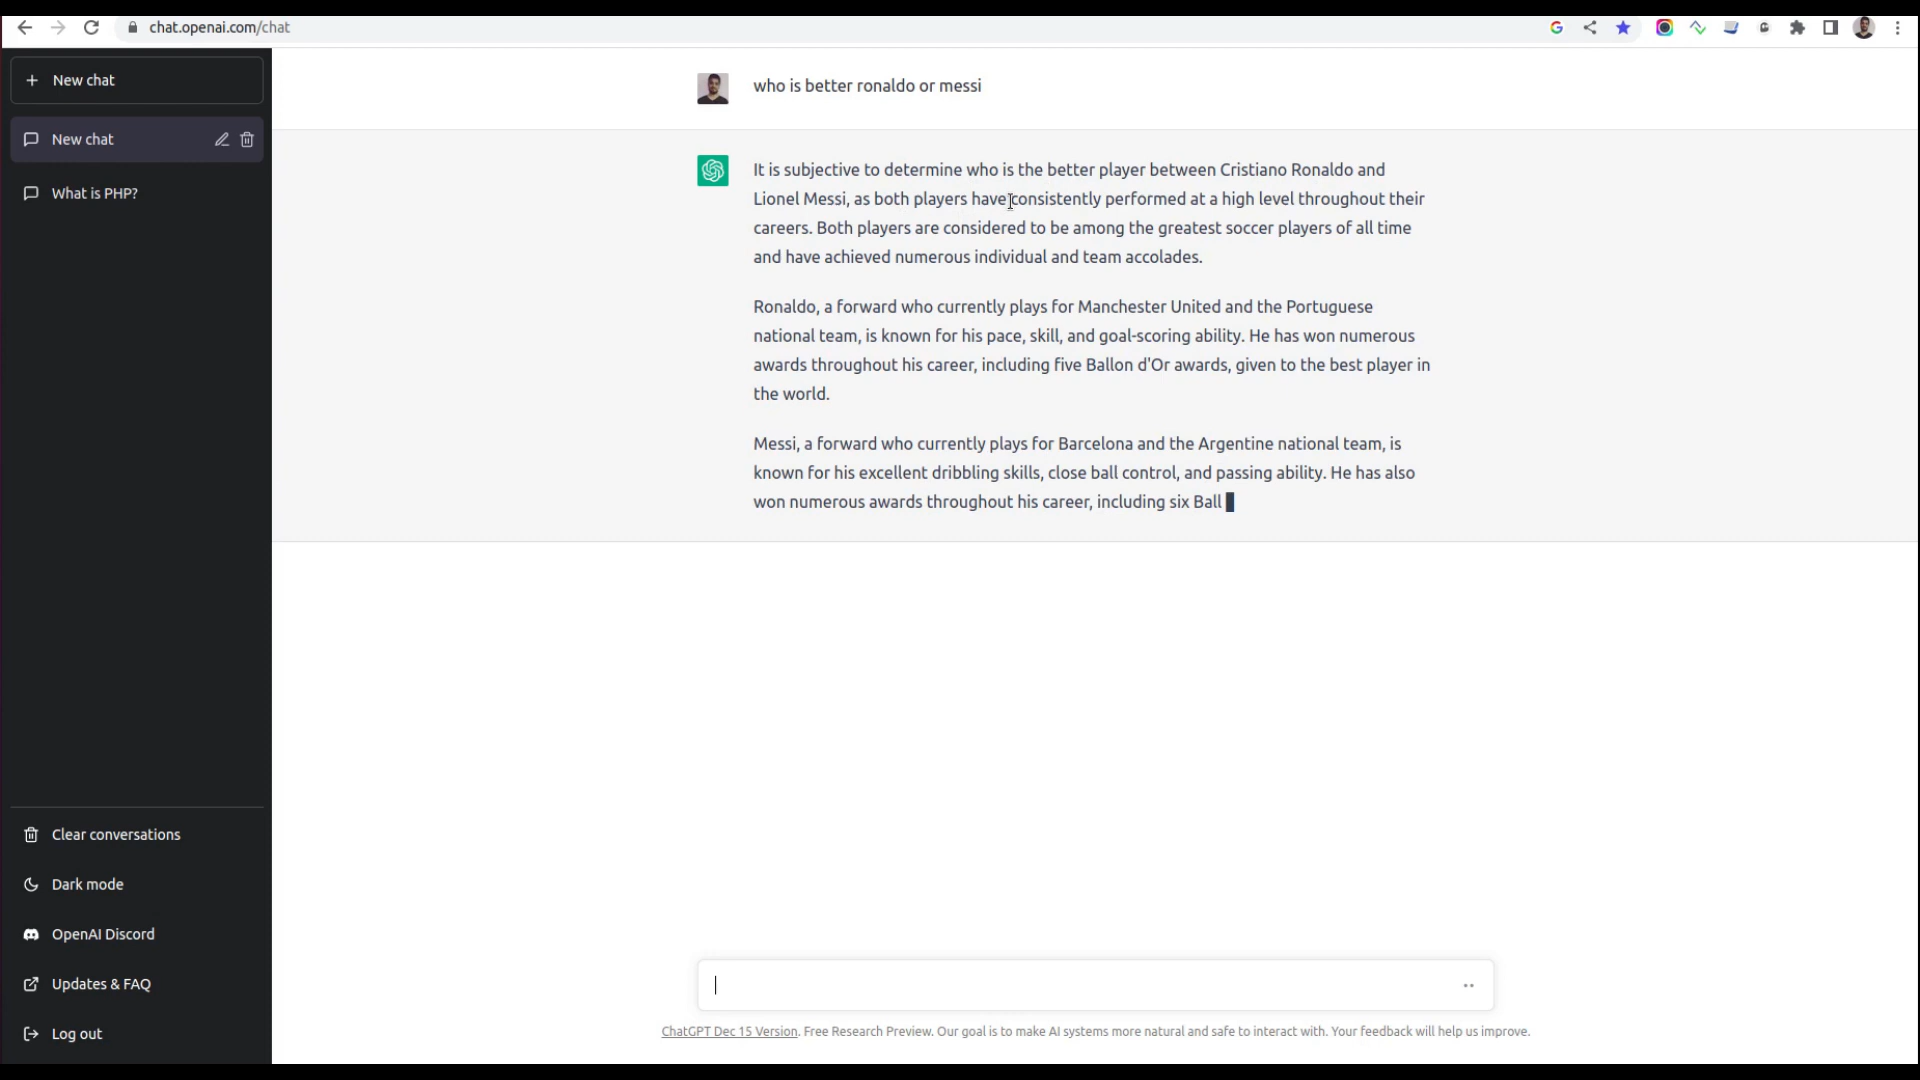 chat.openai.com/chat
New chat
New chat
What is PHP?
Clear conversations
Dark mode
OpenAI Discord
Updates & FAQ
Log out
who is better ronaldo or messi
It is subjective to determine who is the better player between Cristiano Ronaldo and
Lionel Messi, as both players have consistently performed at a high level throughout their
careers. Both players are considered to be among the greatest soccer players of all time
and have achieved numerous individual and team accolades.
Ronaldo, a forward who currently plays for Manchester United and the Portuguese
national team, is known for his pace, skill, and goal-scoring ability. He has won numerous
awards throughout his career, including five Ballon d'Or awards, given to the best player in
the world.
Messi, a forward who currently plays for Barcelona and the Argentine national team, is
known for his excellent dribbling skills, close ball control, and passing ability. He has also
won numerous awards throughout his career, including six Ball
ChatGPT Dec 15 Version. Free Research Preview. Our goal is to make AI systems more natural and safe to interact with. Your feedback will help us improve.